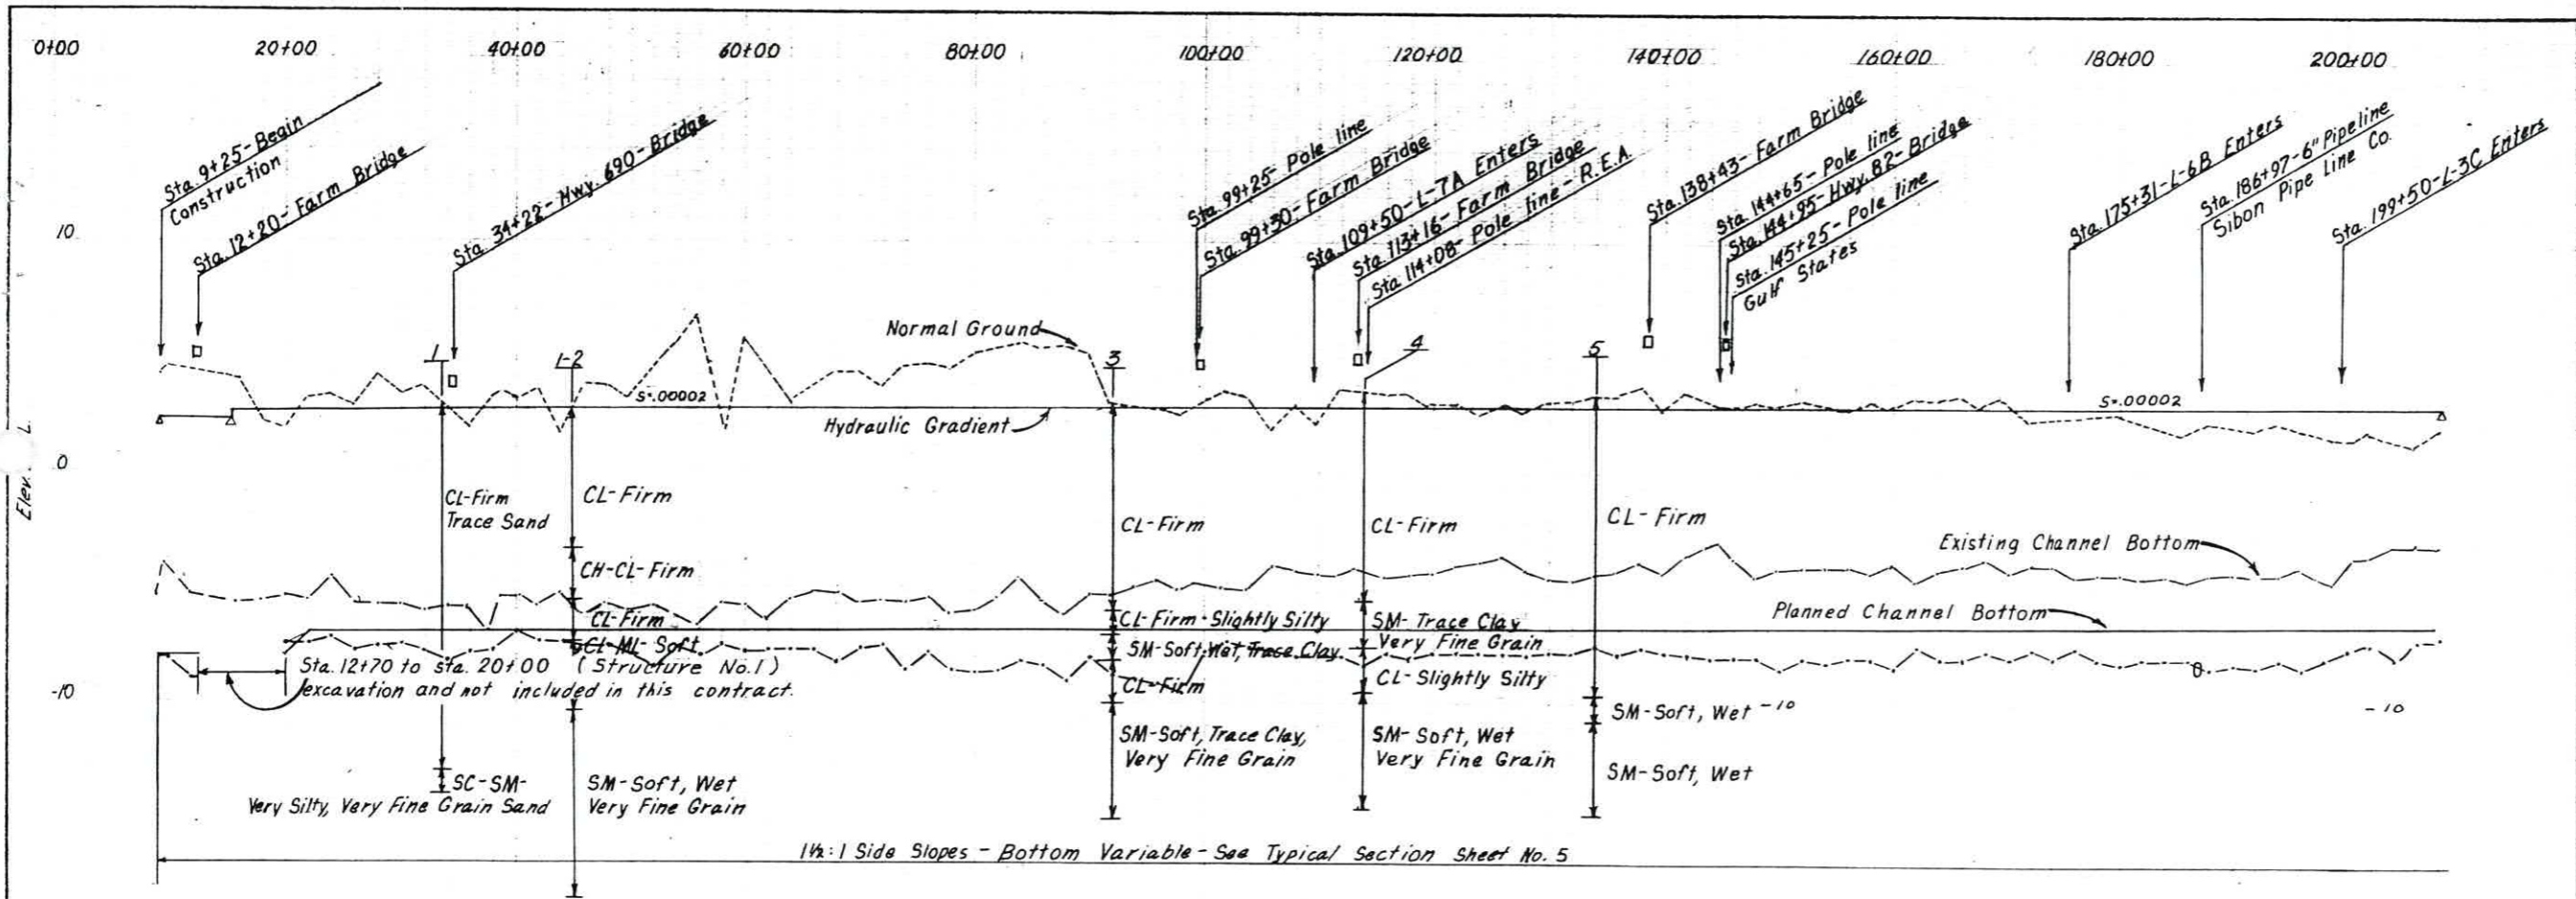 0+00 20+00 40+00 60+00 80+00 100+00 120+00 140+00 160+00 180+00 200+00
Sta. 9+25-Begin
Construction
Sta. 12+20-Farm Bridge
Sta. 34+22-Hwy. 690-Bridge
Sta. 99+25-Pole line
Sta. 99+30-Farm Bridge
Sta. 109+50-L-7A Enters
Sta. 113+16-Farm Bridge
Sta. 114+08-Pole line-R.E.A.
Sta. 138+43-Farm Bridge
Sta. 144+65-Pole line
Sta. 144+95-Hwy. 82-Bridge
Sta. 145+25-Pole line
Gulf States
Sta. 175+31-L-6B Enters
Sta. 186+97-6" Pipeline
Sibon Pipe Line Co.
Sta. 199+50-L-3C Enters
10
0
-10
Elev.
Normal Ground
1
1-2
3
4
5
S=.00002
S=.00002
Hydraulic Gradient
CL-Firm
Trace Sand
CL-Firm
CL-Firm
CL-Firm
CL-Firm
Existing Channel Bottom
CH-CL-Firm
Planned Channel Bottom
CL-Firm
CL-ML-Soft
CL-Firm-Slightly Silty
SM-Soft, Wet, Trace Clay
SM-Trace Clay
Very Fine Grain
Sta. 12+70 to sta. 20+00 (Structure No.1)
excavation and not included in this contract.
CL-Firm
CL-Slightly Silty
SM-Soft, Wet
-10
-10
SM-Soft, Trace Clay,
Very Fine Grain
SM-Soft, Wet
Very Fine Grain
SM-Soft, Wet
SC-SM-
Very Silty, Very Fine Grain Sand
SM-Soft, Wet
Very Fine Grain
1½:1 Side Slopes - Bottom Variable - See Typical Section Sheet No. 5